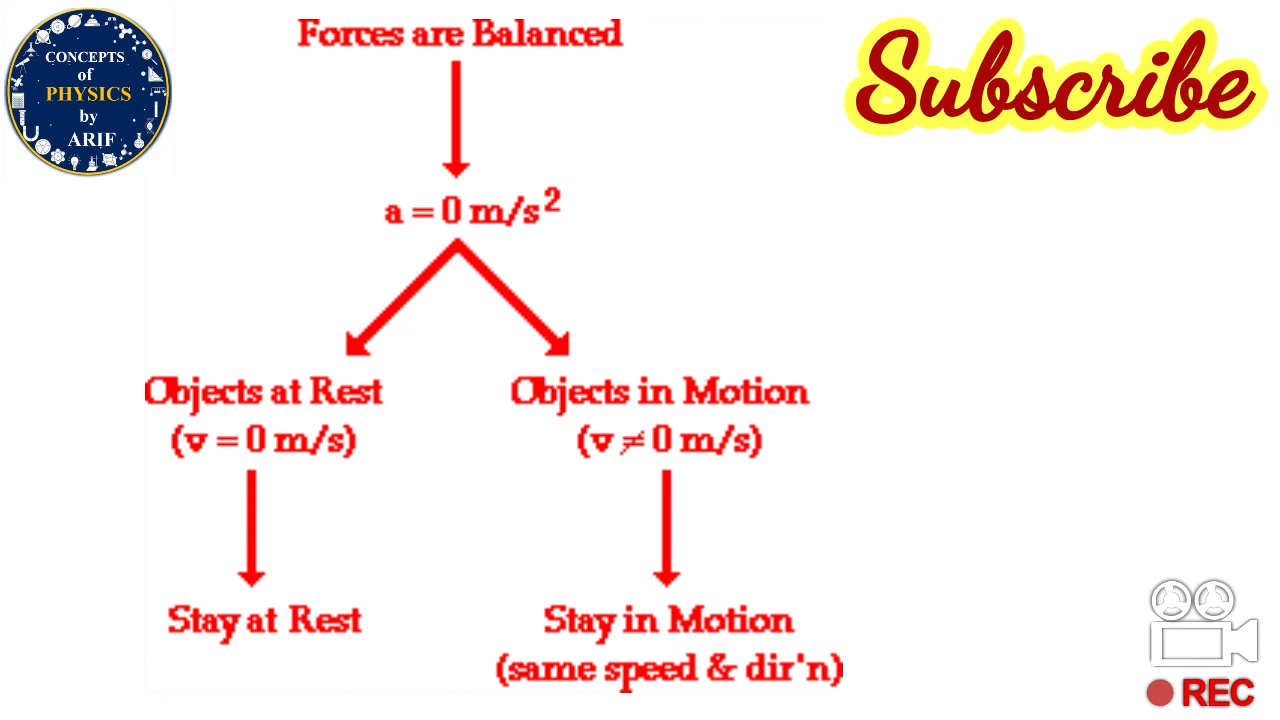 CONCEPTS
of
PHYSICS
by
ARIF
Subscribe
Forces are Balanced
a = 0 m/s²
Objects at Rest
(v = 0 m/s)
Objects in Motion
(v ≠ 0 m/s)
Stay at Rest
Stay in Motion
(same speed & dir'n)
REC